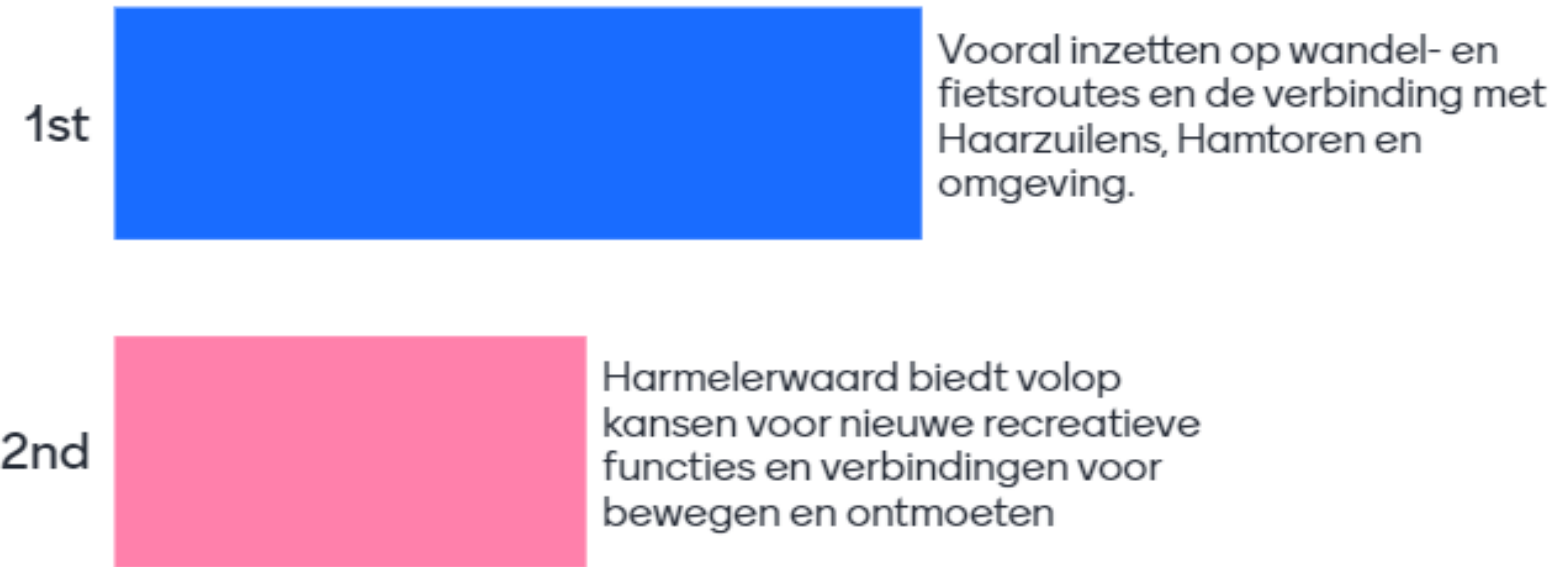 1st
Vooral inzetten op wandel- en
fietsroutes en de verbinding met
Haarzuilens, Hamtoren en
omgeving.
2nd
Harmelerwaard biedt volop
kansen voor nieuwe recreatieve
functies en verbindingen voor
bewegen en ontmoeten